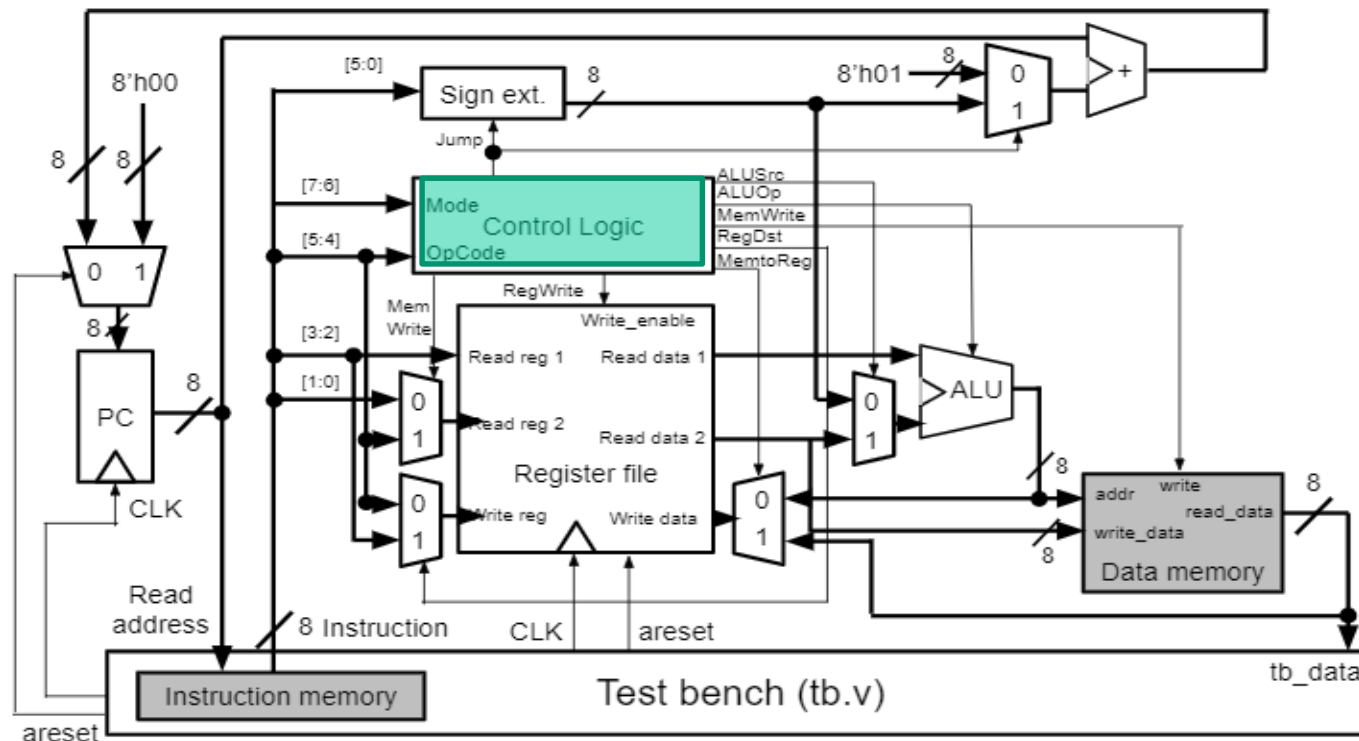 8'h00
8
8
0 1
8
PC
CLK
8
[5:0]
Sign ext.
8
Jump
8'h01
8
0
1
+
[7:6]
Mode
Control Logic
[5:4]
OpCode
ALUSrc
ALUOp
MemWrite
RegDst
MemtoReg
Mem
Write
RegWrite
Write_enable
[3:2]
Read reg 1
Read data 1
[1:0]
0
1
Read reg 2
Read data 2
Register file
0
1
Write reg
Write data
0
1
0
1
ALU
8
8
addr
write
read_data
write_data
Data memory
8
Read
address
8 Instruction
CLK
areset
tb_data
Instruction memory
Test bench (tb.v)
areset